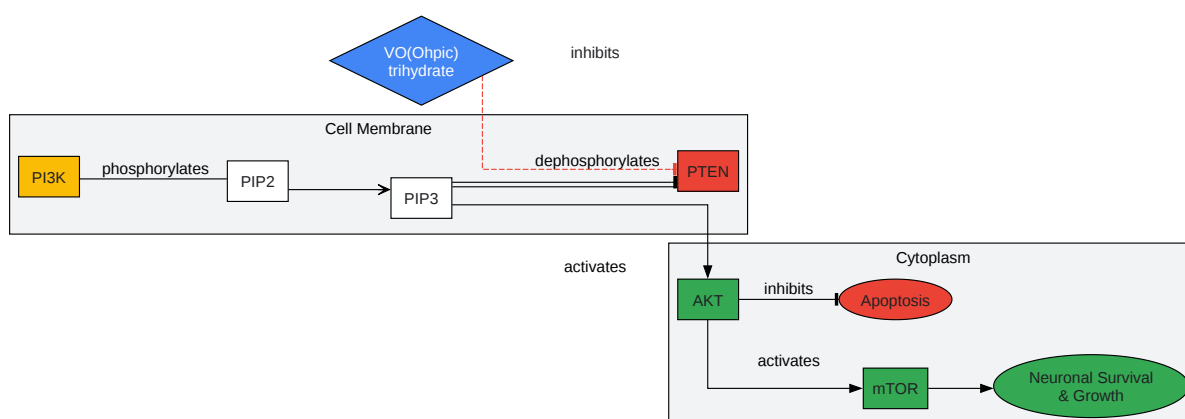 VO(Ohpic)
trihydrate
inhibits
Cell Membrane
PI3K
phosphorylates
PIP2
PIP3
dephosphorylates
PTEN
activates
Cytoplasm
AKT
inhibits
Apoptosis
activates
mTOR
Neuronal Survival
& Growth